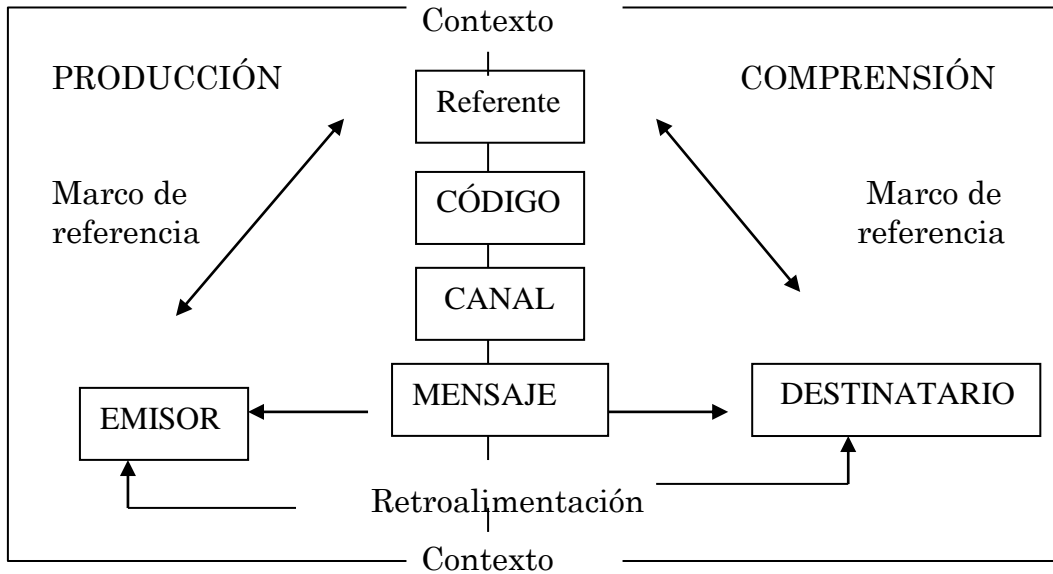 Contexto
PRODUCCIÓN
COMPRENSIÓN
Referente
Marco de
referencia
CÓDIGO
Marco de
referencia
CANAL
MENSAJE
DESTINATARIO
EMISOR
Retroalimentación
Contexto